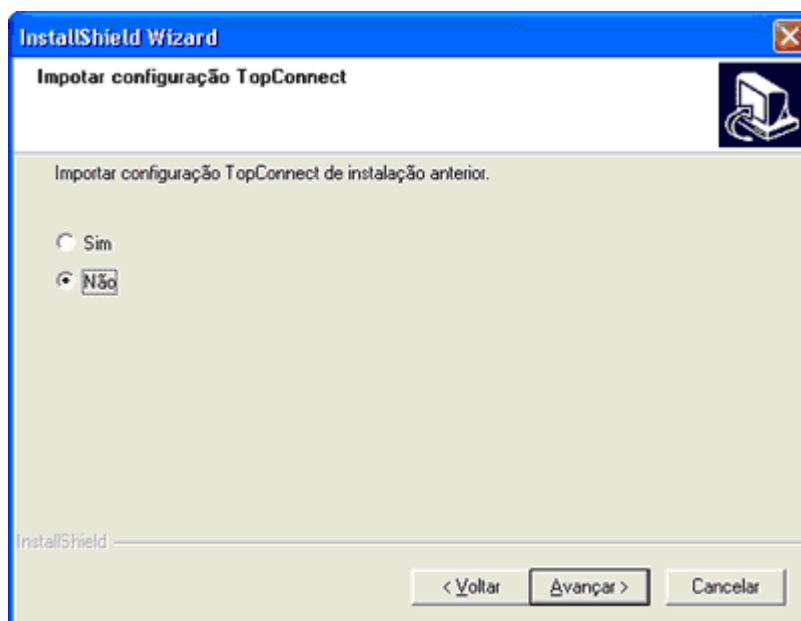 InstallShield Wizard
Impotar configuração TopConnect
Importar configuração TopConnect de instalação anterior.
Sim
Não
InstallShield
< Voltar Avançar > Cancelar